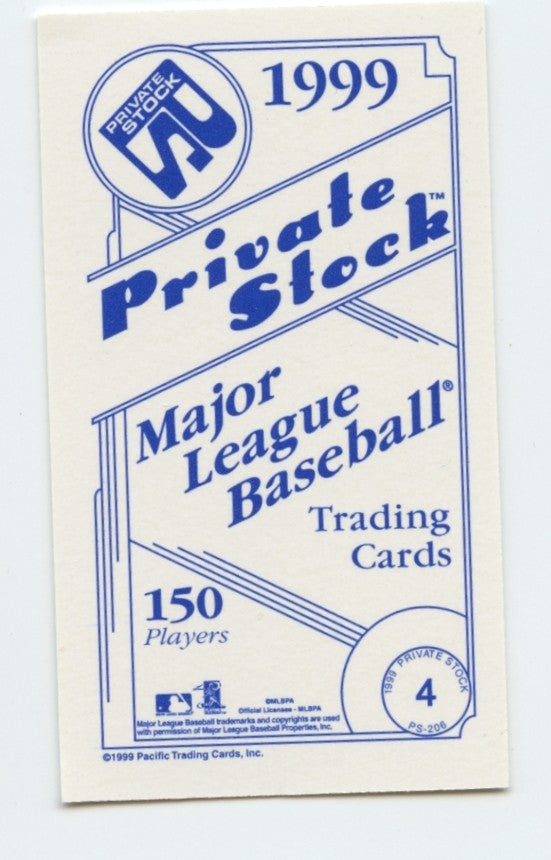 PRIVATE
STOCK
1999
Private
Stock™
Major
League
Baseball®
Trading
Cards
150
Players
1999 PRIVATE STOCK
4
PS-206
©MLBPA
Official Licensee - MLBPA
Major League Baseball trademarks and copyrights are used
with permission of Major League Baseball Properties, Inc.
©1999 Pacific Trading Cards, Inc.